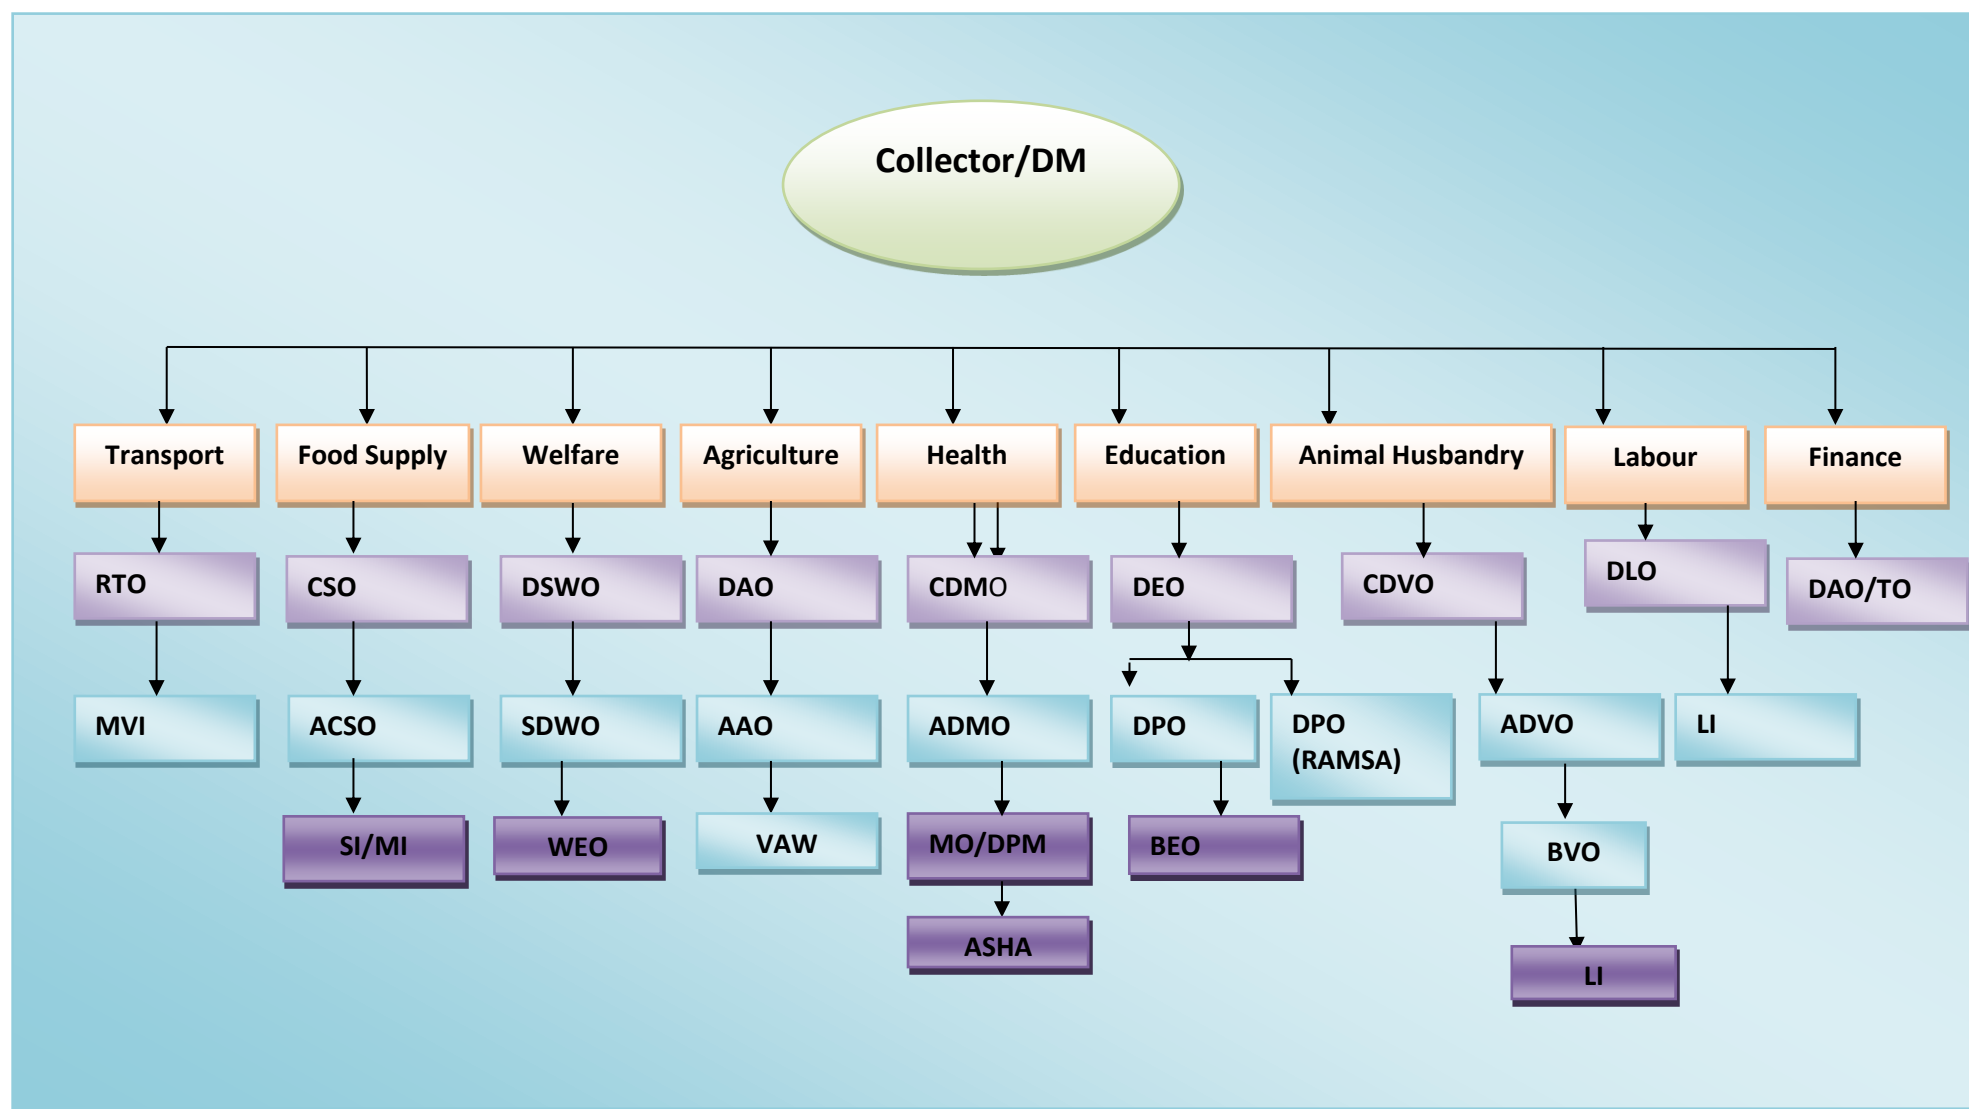 Collector/DM
Transport
Food Supply
Welfare
Agriculture
Health
Education
Animal Husbandry
Labour
Finance
RTO
CSO
DSWO
DAO
CDMO
DEO
CDVO
DLO
DAO/TO
MVI
ACSO
SDWO
AAO
ADMO
DPO
DPO
(RAMSA)
ADVO
LI
SI/MI
WEO
VAW
MO/DPM
BEO
BVO
ASHA
LI